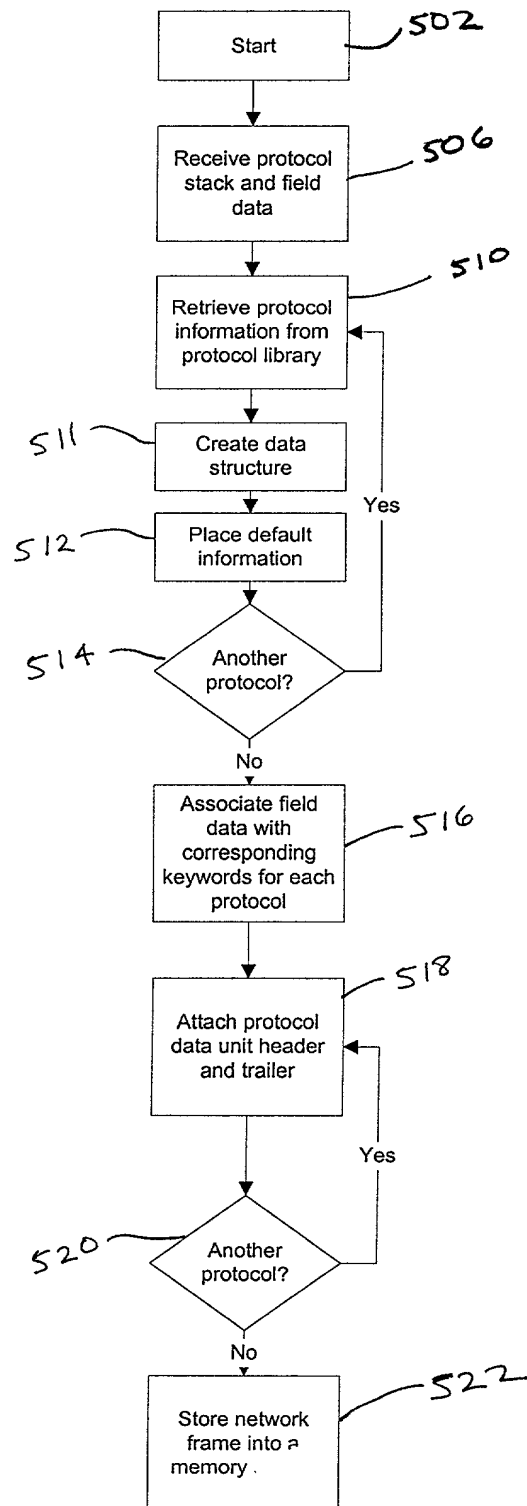 Start
502
Receive protocol
stack and field
data
506
Retrieve protocol
information from
protocol library
510
511
Create data
structure
512
Place default
information
Yes
514
Another
protocol?
No
Associate field
data with
corresponding
keywords for each
protocol
516
Attach protocol
data unit header
and trailer
518
Yes
520
Another
protocol?
No
Store network
frame into a
memory .
522